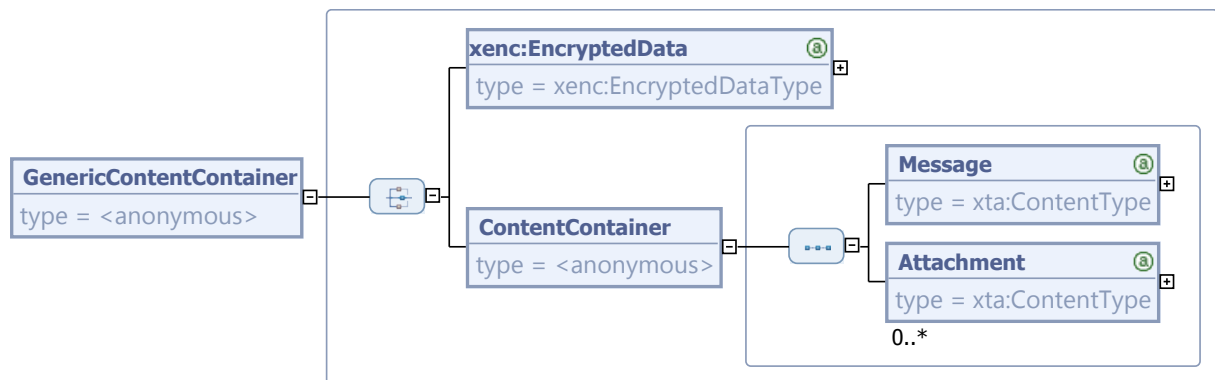 xenc:EncryptedData
type = xenc:EncryptedDataType
GenericContentContainer
type = <anonymous>
ContentContainer
type = <anonymous>
Message
type = xta:ContentType
Attachment
type = xta:ContentType
0..*